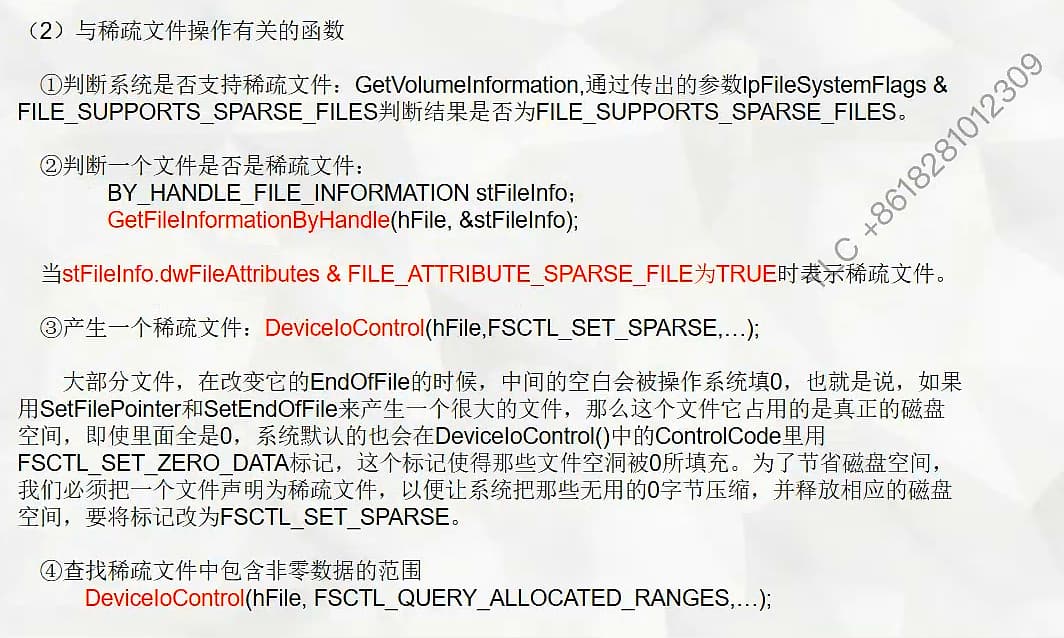 （2）与稀疏文件操作有关的函数
①判断系统是否支持稀疏文件：GetVolumeInformation,通过传出的参数lpFileSystemFlags &
FILE_SUPPORTS_SPARSE_FILES判断结果是否为FILE_SUPPORTS_SPARSE_FILES。
②判断一个文件是否是稀疏文件：
BY_HANDLE_FILE_INFORMATION stFileInfo；
GetFileInformationByHandle(hFile, &stFileInfo);
当stFileInfo.dwFileAttributes & FILE_ATTRIBUTE_SPARSE_FILE为TRUE时表示稀疏文件。
③产生一个稀疏文件：DeviceIoControl(hFile,FSCTL_SET_SPARSE,…);
大部分文件，在改变它的EndOfFile的时候，中间的空白会被操作系统填0，也就是说，如果
用SetFilePointer和SetEndOfFile来产生一个很大的文件，那么这个文件它占用的是真正的磁盘
空间，即使里面全是0，系统默认的也会在DeviceIoControl()中的ControlCode里用
FSCTL_SET_ZERO_DATA标记，这个标记使得那些文件空洞被0所填充。为了节省磁盘空间，
我们必须把一个文件声明为稀疏文件，以便让系统把那些无用的0字节压缩，并释放相应的磁盘
空间，要将标记改为FSCTL_SET_SPARSE。
④查找稀疏文件中包含非零数据的范围
DeviceIoControl(hFile, FSCTL_QUERY_ALLOCATED_RANGES,…);
+8618281012309